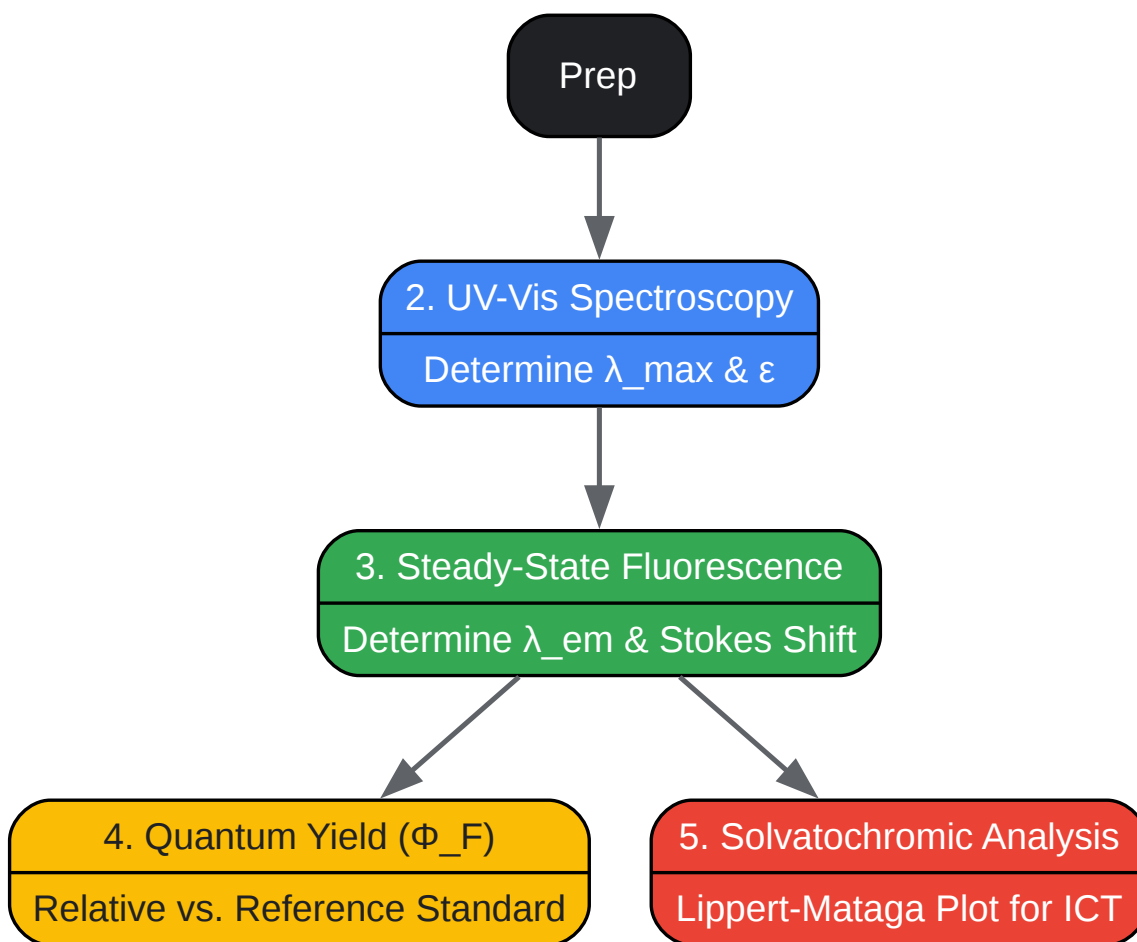 Prep
2. UV-Vis Spectroscopy
Determine λ_max & ε
3. Steady-State Fluorescence
Determine λ_em & Stokes Shift
4. Quantum Yield (Φ_F)
Relative vs. Reference Standard
5. Solvatochromic Analysis
Lippert-Mataga Plot for ICT